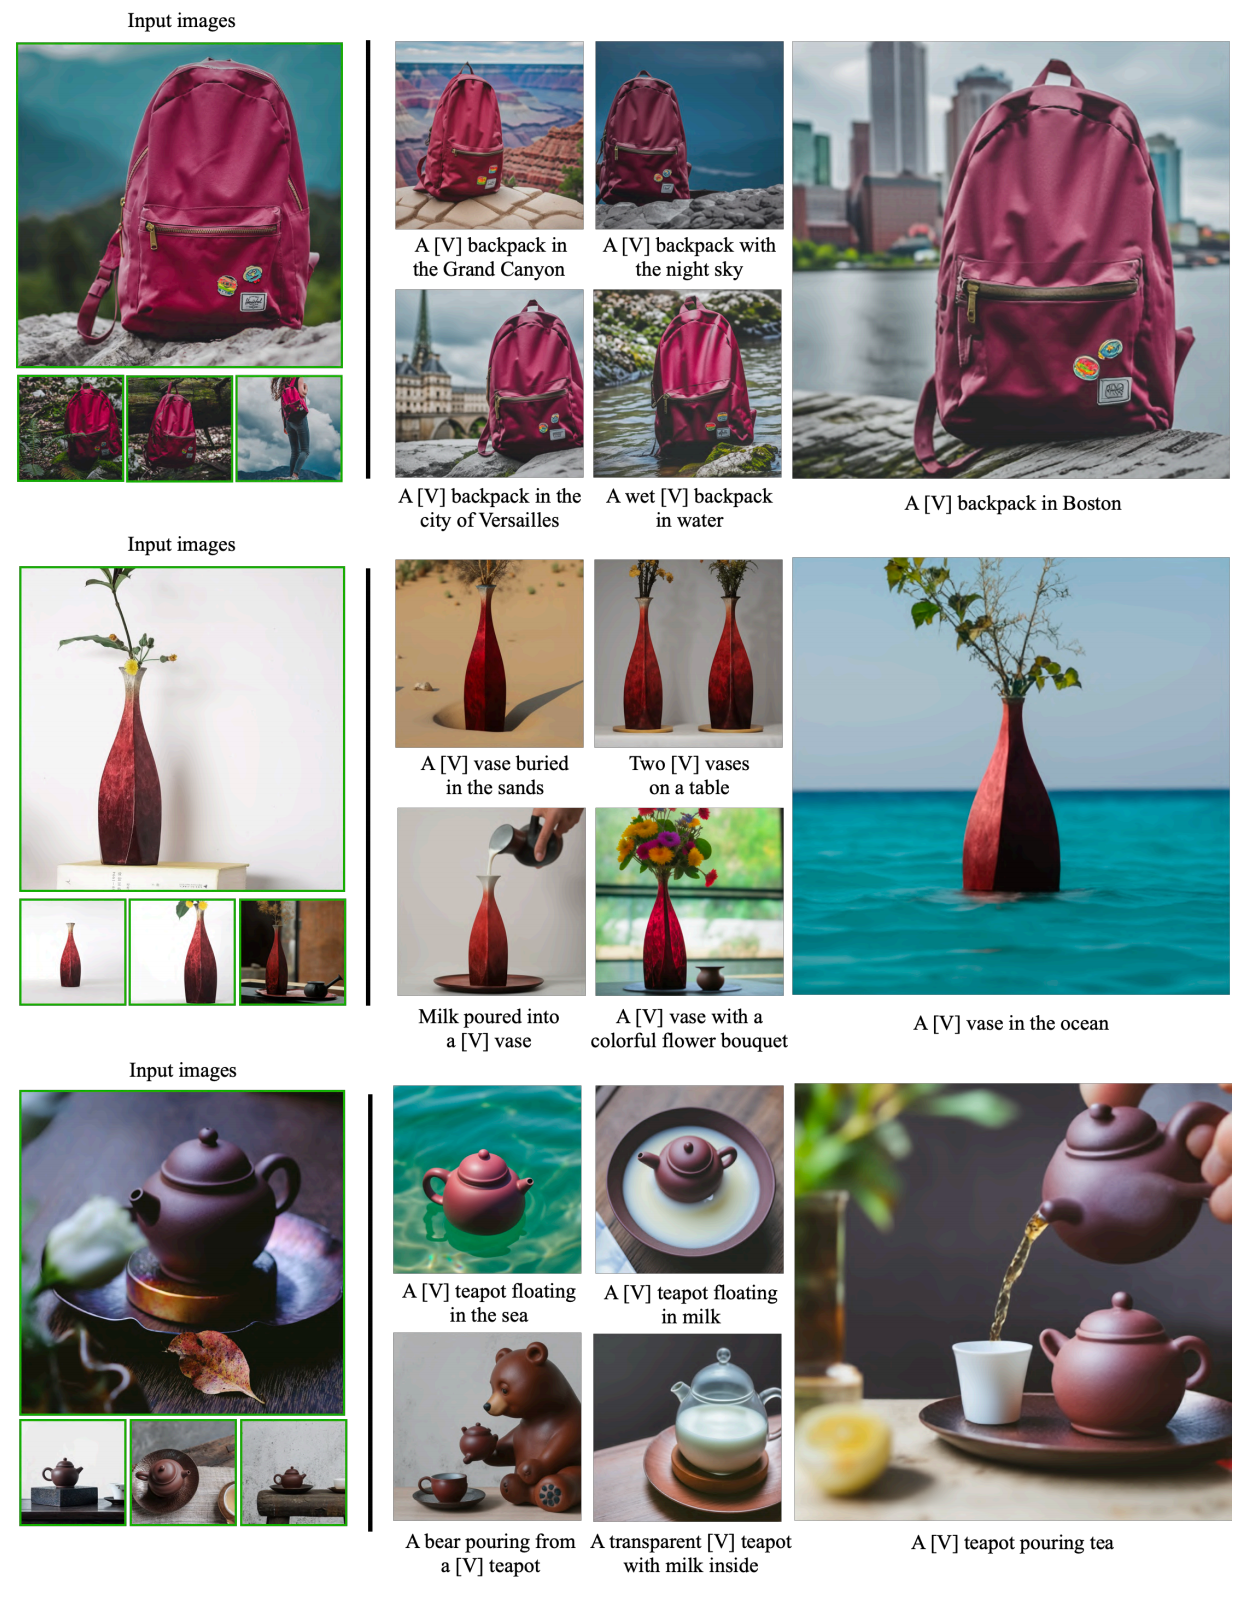 Input images
A [V] backpack in
the Grand Canyon
A [V] backpack with
the night sky
A [V] backpack in the
city of Versailles
A wet [V] backpack
in water
A [V] backpack in Boston
Input images
A [V] vase buried
in the sands
Two [V] vases
on a table
Milk poured into
a [V] vase
A [V] vase with a
colorful flower bouquet
A [V] vase in the ocean
Input images
A [V] teapot floating
in the sea
A [V] teapot floating
in milk
A bear pouring from
a [V] teapot
A transparent [V] teapot
with milk inside
A [V] teapot pouring tea